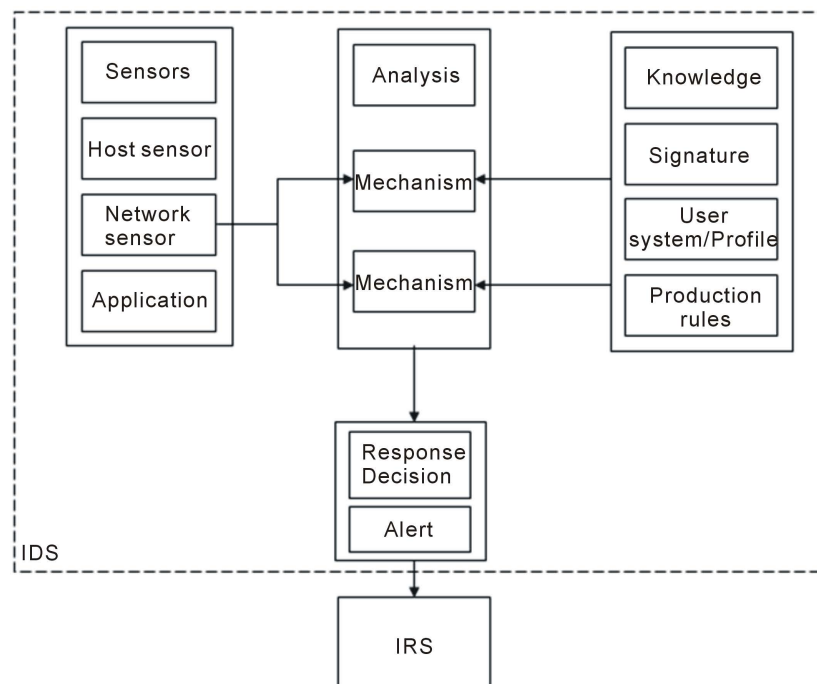 Sensors
Host sensor
Network
sensor
Application
Analysis
Mechanism
Mechanism
Knowledge
Signature
User
system/Profile
Production
rules
Response
Decision
Alert
IDS
IRS